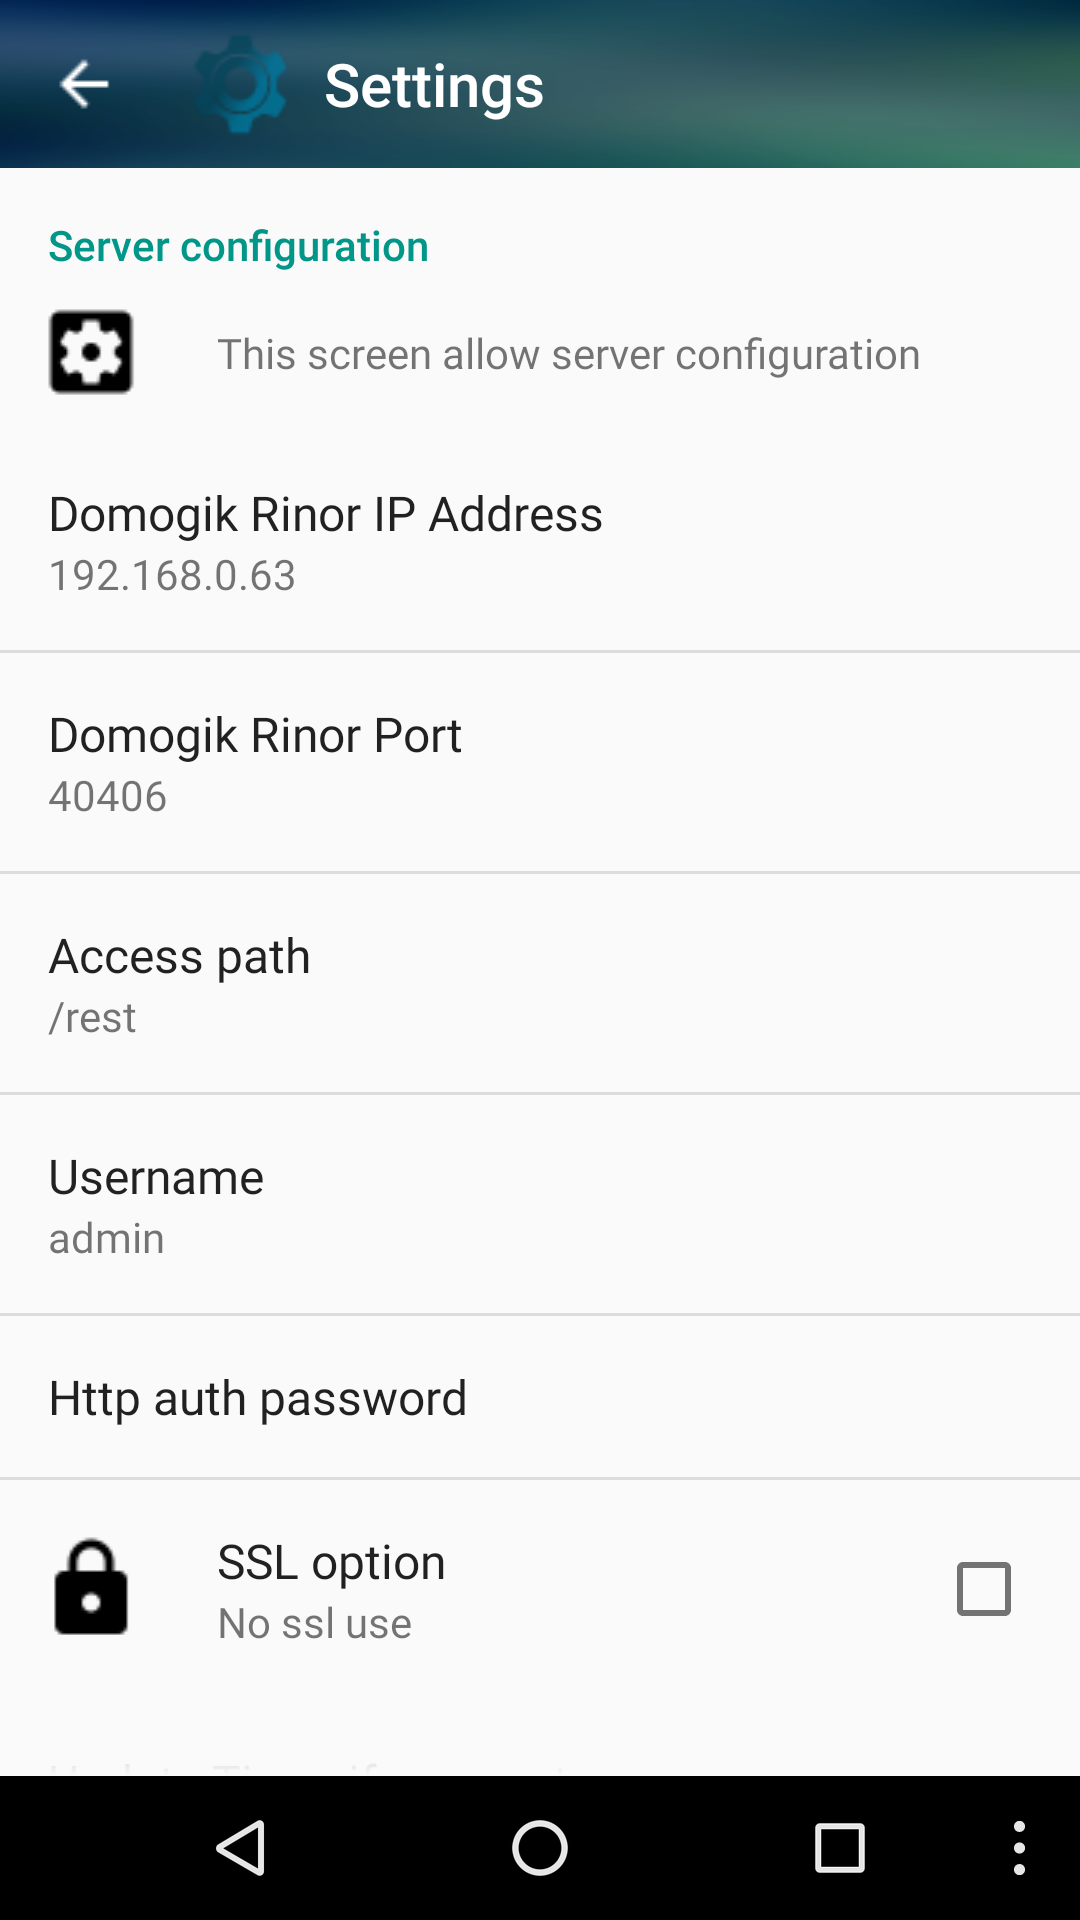 Settings
Server configuration
This screen allow server configuration
Domogik Rinor IP Address
192.168.0.63
Domogik Rinor Port
40406
Access path
/rest
Username
admin
Http auth password
SSL option
No ssl use